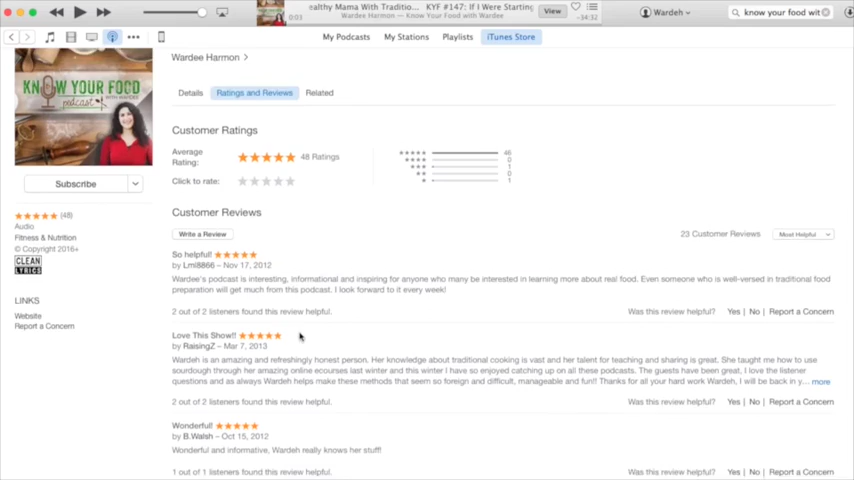 ealthy Mama With Traditio... KYF #147: If I Were Starting
Wardee Harmon — Know Your Food with Wardee
0:03
-34:32
View
Wardeh
know your food wit
My Podcasts
My Stations
Playlists
iTunes Store
Wardee Harmon >
Details
Ratings and Reviews
Related
KNOW YOUR FOOD
podcast WITH WARDEE
Subscribe
★★★★★ (48)
Audio
Fitness & Nutrition
© Copyright 2016+
CLEAN
LYRICS
LINKS
Website
Report a Concern
Customer Ratings
Average
Rating:
★★★★★ 48 Ratings
Click to rate: ★★★★★
★★★★★ 46
★★★★ 0
★★★ 1
★★ 0
★ 1
Customer Reviews
Write a Review
23 Customer Reviews
Most Helpful
So helpful! ★★★★★
by Lml8866 – Nov 17, 2012
Wardee's podcast is interesting, informational and inspiring for anyone who many be interested in learning more about real food. Even someone who is well-versed in traditional food
preparation will get much from this podcast. I look forward to it every week!
2 out of 2 listeners found this review helpful.
Was this review helpful? Yes | No | Report a Concern
Love This Show!! ★★★★★
by RaisingZ – Mar 7, 2013
Wardeh is an amazing and refreshingly honest person. Her knowledge about traditional cooking is vast and her talent for teaching and sharing is great. She taught me how to use
sourdough through her amazing online ecourses last winter and this winter I have so enjoyed catching up on all these podcasts. The guests have been great, I love the listener
questions and as always Wardeh helps make these methods that seem so foreign and difficult, manageable and fun!! Thanks for all your hard work Wardeh, I will be back in y... more
2 out of 2 listeners found this review helpful.
Was this review helpful? Yes | No | Report a Concern
Wonderful! ★★★★★
by B.Walsh – Oct 15, 2012
Wonderful and informative, Wardeh really knows her stuff!
1 out of 1 listeners found this review helpful.
Was this review helpful? Yes | No | Report a Concern